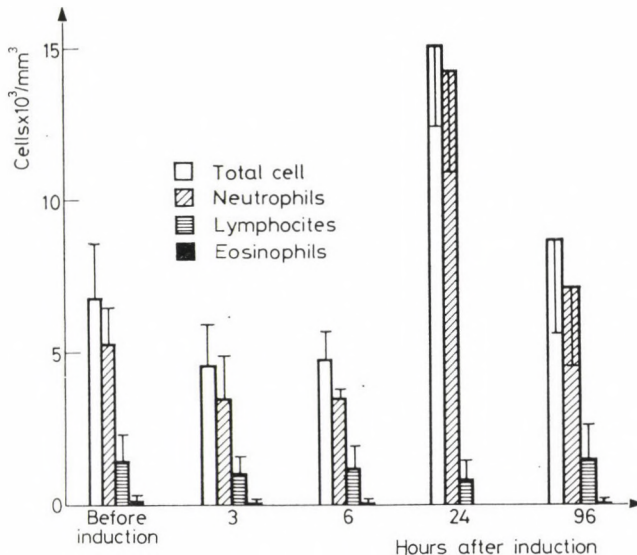 Cells×10³/mm³
15
10
5
0
Total cell
Neutrophils
Lymphocites
Eosinophils
Before
induction
3
6
24
96
Hours after induction